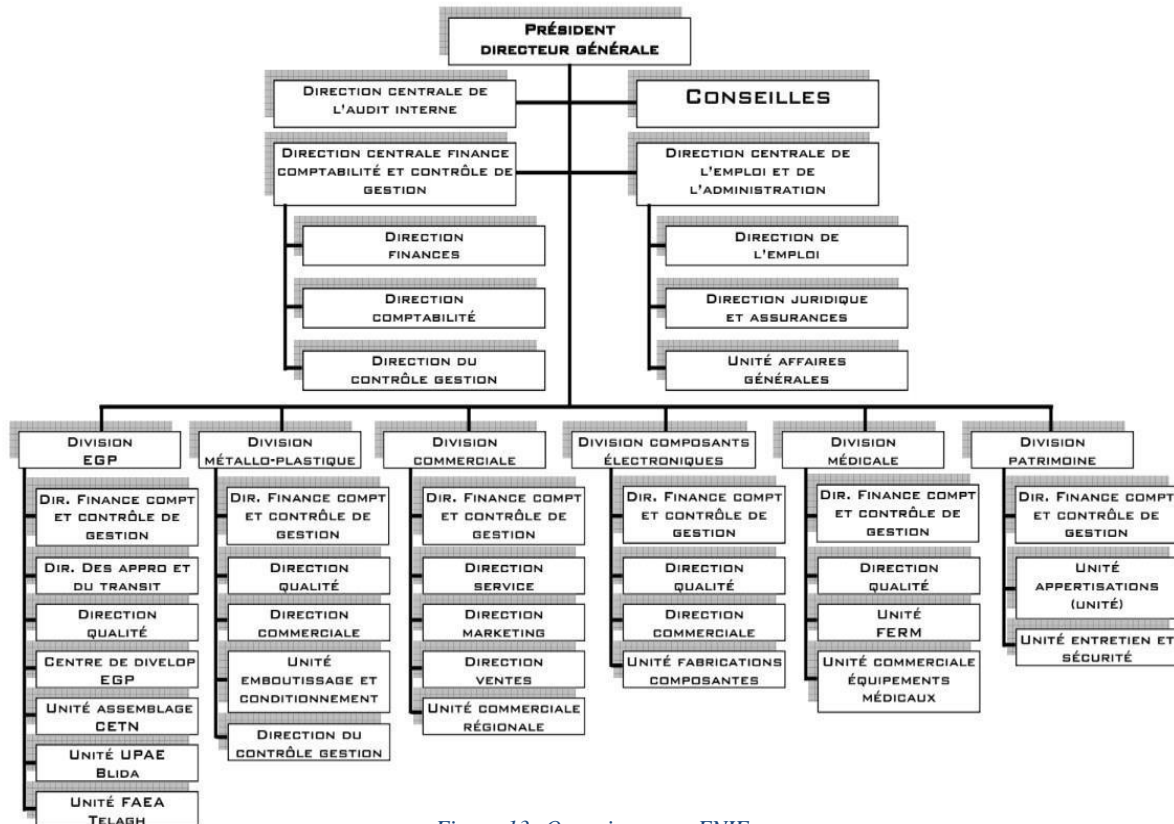 PRÉSIDENT
DIRECTEUR GÉNÉRALE
DIRECTION CENTRALE DE
L'AUDIT INTERNE
CONSEILLES
DIRECTION CENTRALE FINANCE
COMPTABILITÉ ET CONTRÔLE DE
GESTION
DIRECTION CENTRALE DE
L'EMPLOI ET DE
L'ADMINISTRATION
DIRECTION
FINANCES
DIRECTION
COMPTABILITÉ
DIRECTION DU
CONTRÔLE GESTION
DIRECTION DE
L'EMPLOI
DIRECTION JURIDIQUE
ET ASSURANCES
UNITÉ AFFAIRES
GÉNÉRALES
DIVISION
EGP
DIR. FINANCE COMPT
ET CONTRÔLE DE
GESTION
DIR. DES APPRO ET
DU TRANSIT
DIRECTION
QUALITÉ
CENTRE DE DIVELOP
EGP
UNITÉ ASSEMBLAGE
CETN
UNITÉ UPAE
BLIDA
UNITÉ FAEA
TELAGH
DIVISION
MÉTALLO-PLASTIQUE
DIR. FINANCE COMPT
ET CONTRÔLE DE
GESTION
DIRECTION
QUALITÉ
DIRECTION
COMMERCIALE
UNITÉ
EMBOUTISSAGE ET
CONDITIONNEMENT
DIRECTION DU
CONTRÔLE GESTION
DIVISION
COMMERCIALE
DIR. FINANCE COMPT
ET CONTRÔLE DE
GESTION
DIRECTION
SERVICE
DIRECTION
MARKETING
DIRECTION
VENTES
UNITÉ COMMERCIALE
RÉGIONALE
DIVISION COMPOSANTS
ÉLECTRONIQUES
DIR. FINANCE COMPT
ET CONTRÔLE DE
GESTION
DIRECTION
QUALITÉ
DIRECTION
COMMERCIALE
UNITÉ FABRICATIONS
COMPOSANTES
DIVISION
MÉDICALE
DIR. FINANCE COMPT
ET CONTRÔLE DE
GESTION
DIRECTION
QUALITÉ
UNITÉ
FERM
UNITÉ COMMERCIALE
ÉQUIPEMENTS
MÉDICAUX
DIVISION
PATRIMOINE
DIR. FINANCE COMPT
ET CONTRÔLE DE
GESTION
UNITÉ
APPERTISATIONS
(UNITÉ)
UNITÉ ENTRETIEN ET
SÉCURITÉ